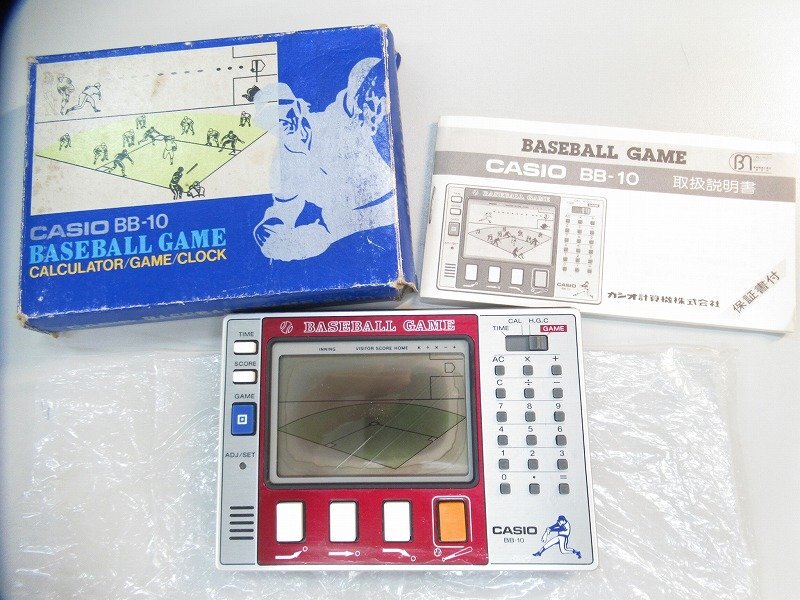 CASIO BB-10
BASEBALL GAME
CALCULATOR/GAME/CLOCK
BASEBALL GAME
CASIO BB-10 取扱説明書
BASEBALL GAME
CASIO
カシオ計算機株式会社
保証書付
BASEBALL GAME
INNING VISITOR SCORE HOME K ÷ × − +
TIME
SCORE
GAME
ADJ/SET
CAL H.G.C
TIME GAME
AC × +
C ÷ −
7 8 9
4 5 6
1 2 3
0 • =
CASIO
BB-10